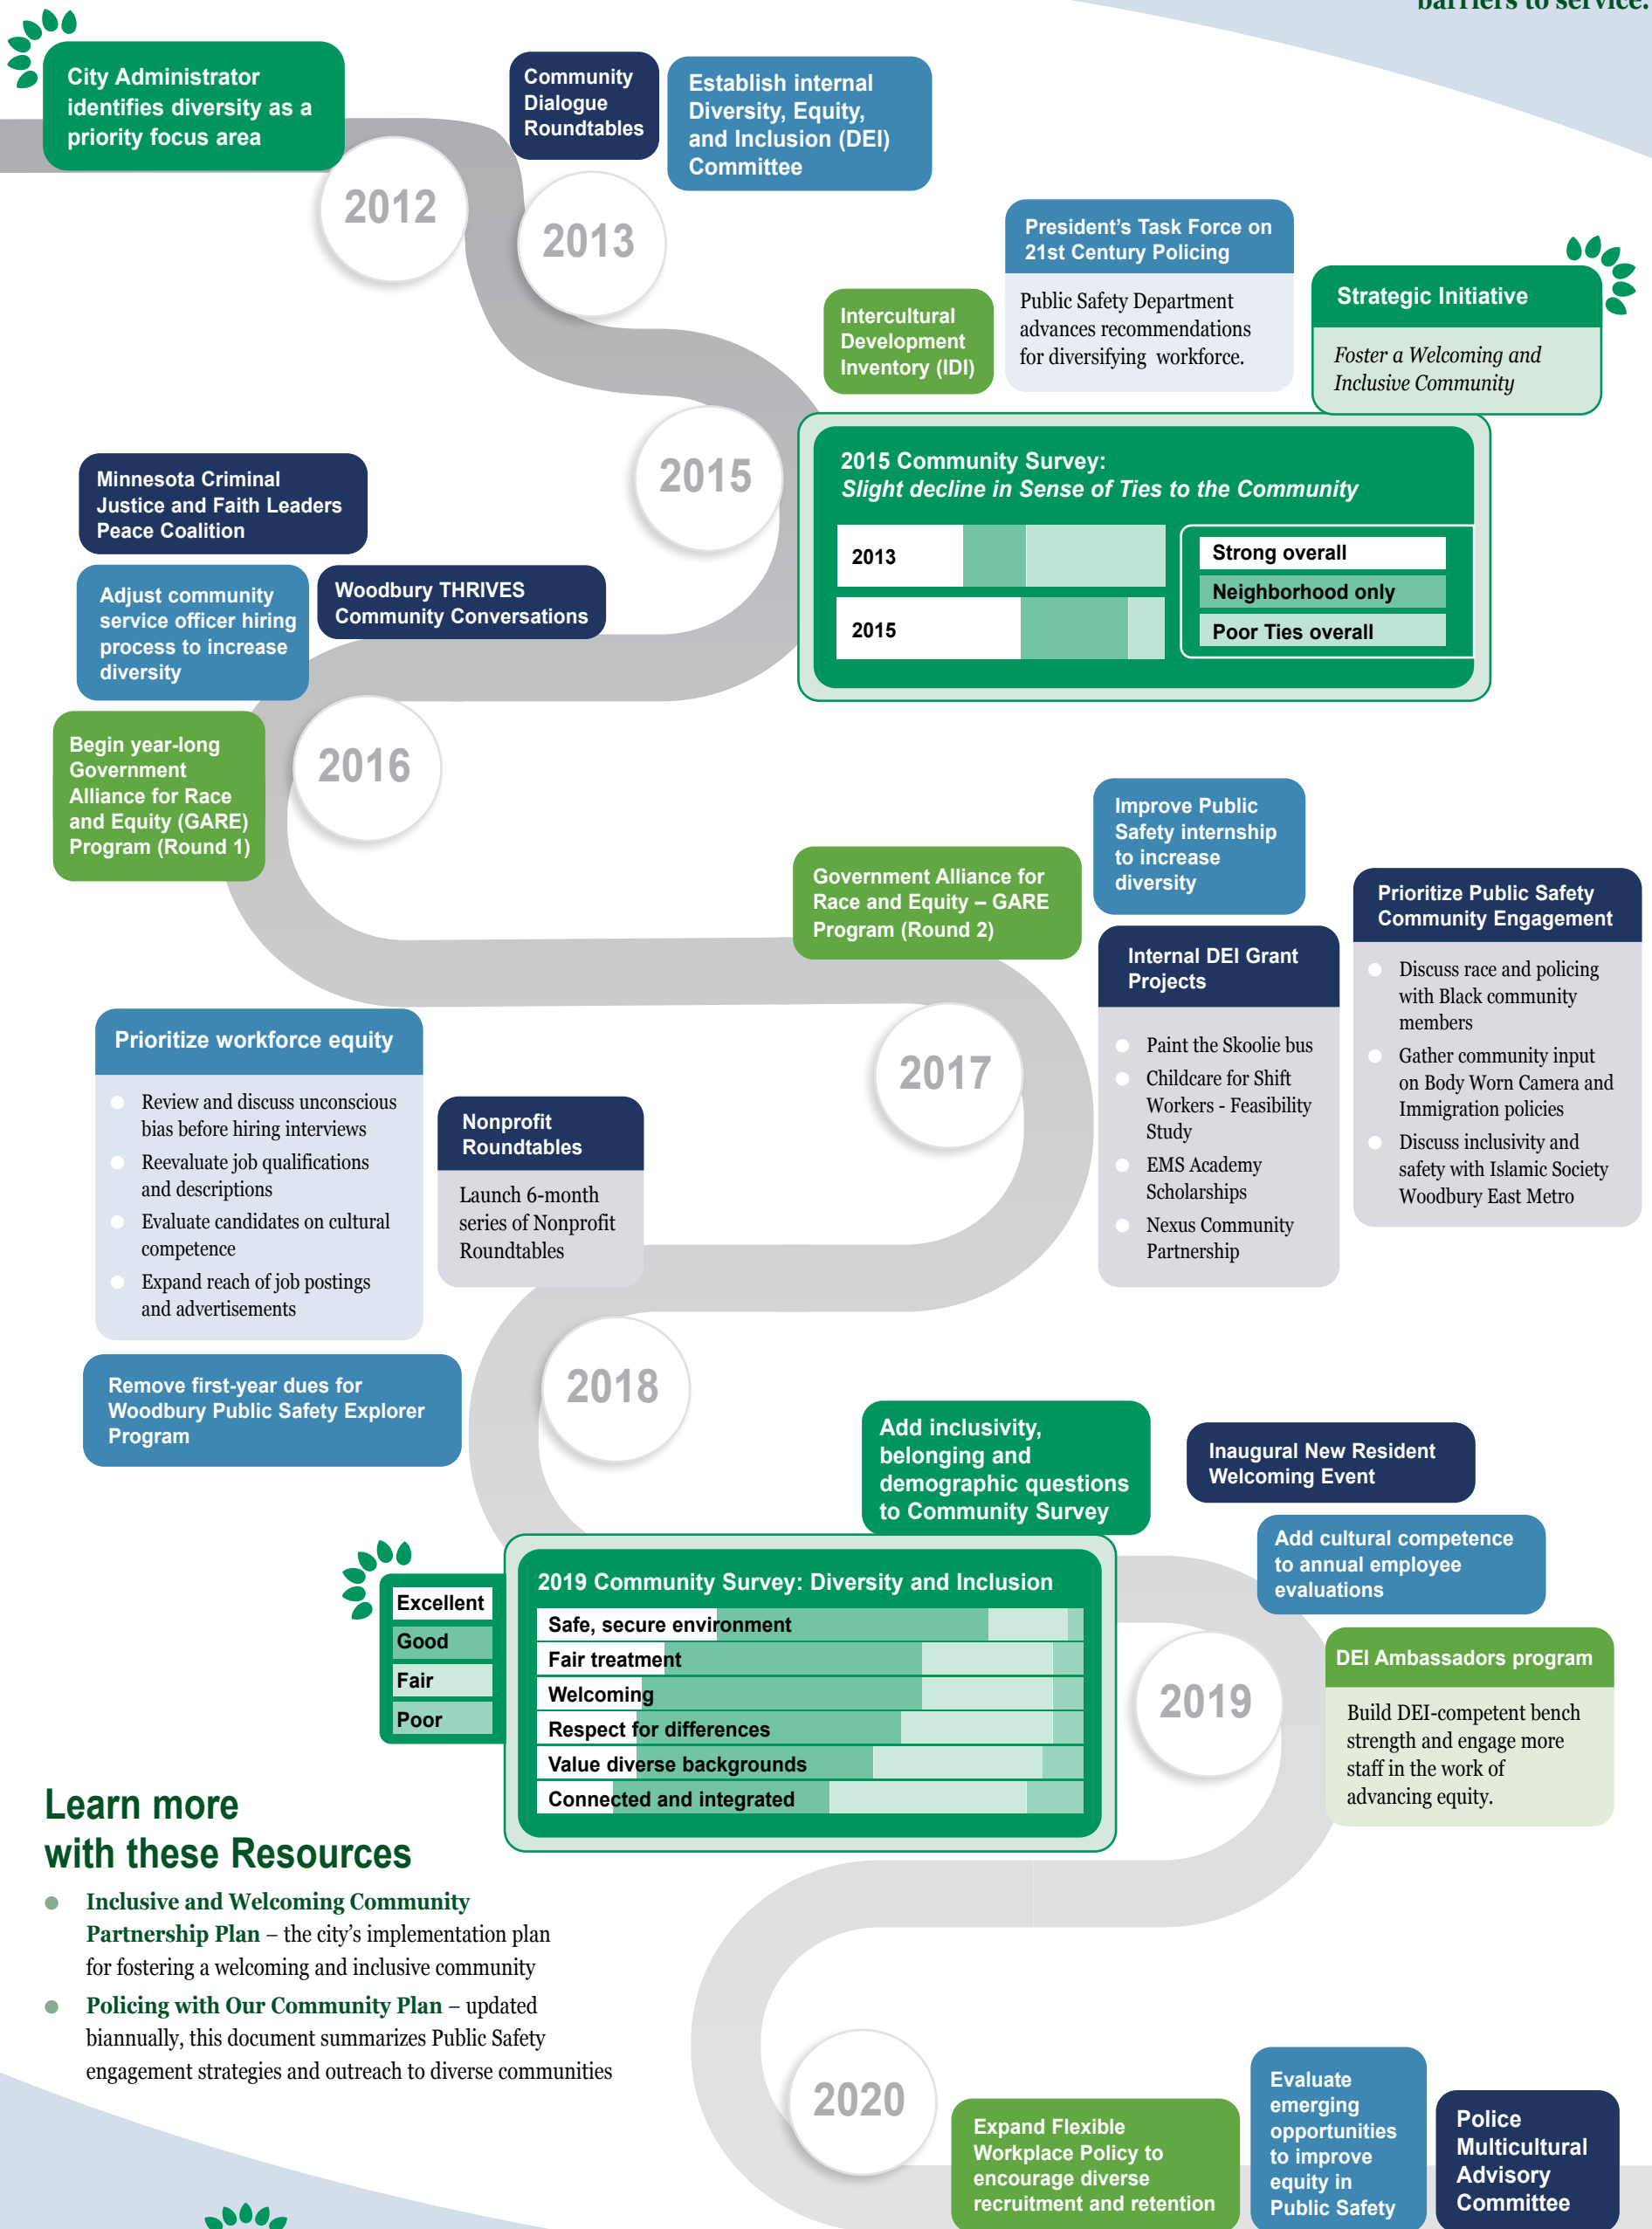 barriers to service.
City Administrator
identifies diversity as a
priority focus area
2012
Community
Dialogue
Roundtables
Establish internal
Diversity, Equity,
and Inclusion (DEI)
Committee
2013
Intercultural
Development
Inventory (IDI)
President’s Task Force on
21st Century Policing
Public Safety Department
advances recommendations
for diversifying workforce.
Strategic Initiative
Foster a Welcoming and
Inclusive Community
2015
2015 Community Survey:
Slight decline in Sense of Ties to the Community
2013
2015
Strong overall
Neighborhood only
Poor Ties overall
Minnesota Criminal
Justice and Faith Leaders
Peace Coalition
Adjust community
service officer hiring
process to increase
diversity
Woodbury THRIVES
Community Conversations
Begin year-long
Government
Alliance for Race
and Equity (GARE)
Program (Round 1)
2016
Government Alliance for
Race and Equity – GARE
Program (Round 2)
Improve Public
Safety internship
to increase
diversity
Internal DEI Grant
Projects
Paint the Skoolie bus
Childcare for Shift
Workers - Feasibility
Study
EMS Academy
Scholarships
Nexus Community
Partnership
Prioritize Public Safety
Community Engagement
Discuss race and policing
with Black community
members
Gather community input
on Body Worn Camera and
Immigration policies
Discuss inclusivity and
safety with Islamic Society
Woodbury East Metro
2017
Prioritize workforce equity
Review and discuss unconscious
bias before hiring interviews
Reevaluate job qualifications
and descriptions
Evaluate candidates on cultural
competence
Expand reach of job postings
and advertisements
Nonprofit
Roundtables
Launch 6-month
series of Nonprofit
Roundtables
Remove first-year dues for
Woodbury Public Safety Explorer
Program
2018
Add inclusivity,
belonging and
demographic questions
to Community Survey
Inaugural New Resident
Welcoming Event
Add cultural competence
to annual employee
evaluations
DEI Ambassadors program
Build DEI-competent bench
strength and engage more
staff in the work of
advancing equity.
2019
Excellent
Good
Fair
Poor
2019 Community Survey: Diversity and Inclusion
Safe, secure environment
Fair treatment
Welcoming
Respect for differences
Value diverse backgrounds
Connected and integrated
Learn more
with these Resources
Inclusive and Welcoming Community
Partnership Plan – the city’s implementation plan
for fostering a welcoming and inclusive community
Policing with Our Community Plan – updated
biannually, this document summarizes Public Safety
engagement strategies and outreach to diverse communities
2020
Expand Flexible
Workplace Policy to
encourage diverse
recruitment and retention
Evaluate
emerging
opportunities
to improve
equity in
Public Safety
Police
Multicultural
Advisory
Committee